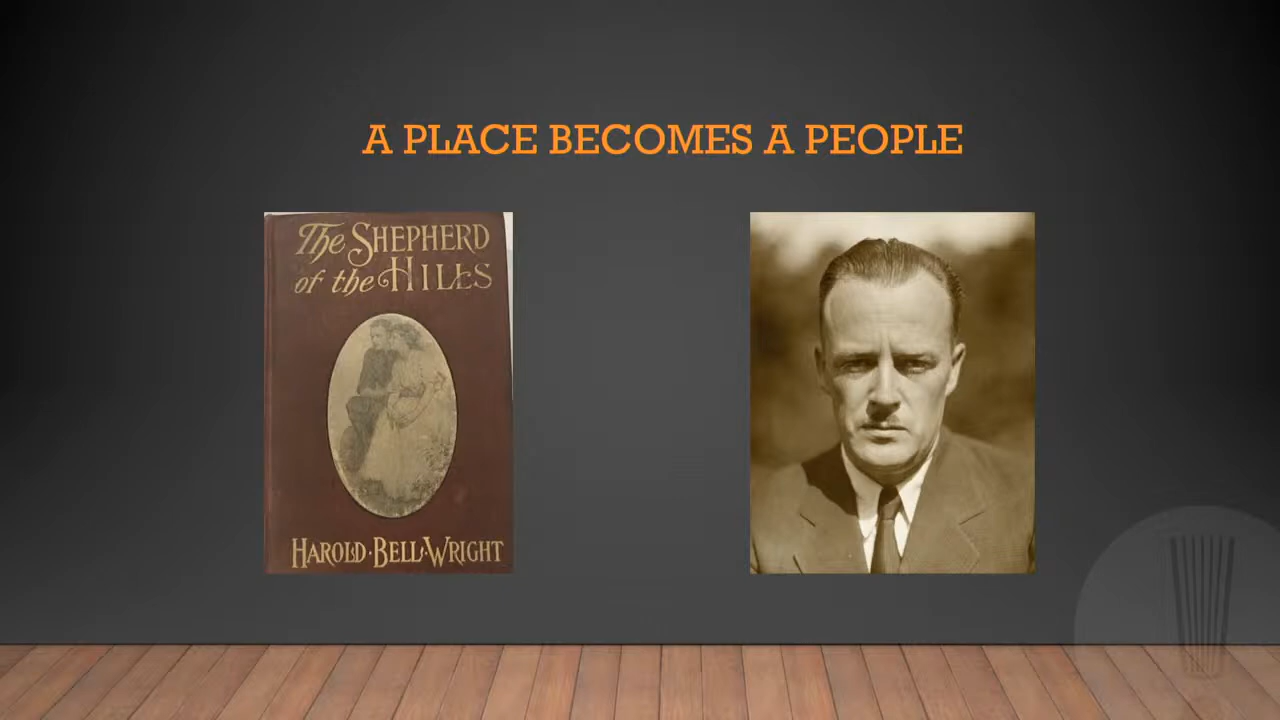 A PLACE BECOMES A PEOPLE
The SHEPHERD
of the HILLS
HAROLD·BELL·WRIGHT